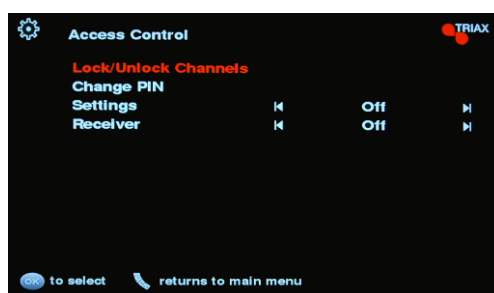 Access Control
TRIAX
Lock/Unlock Channels
Change PIN
Settings Off
Receiver Off
OK to select returns to main menu